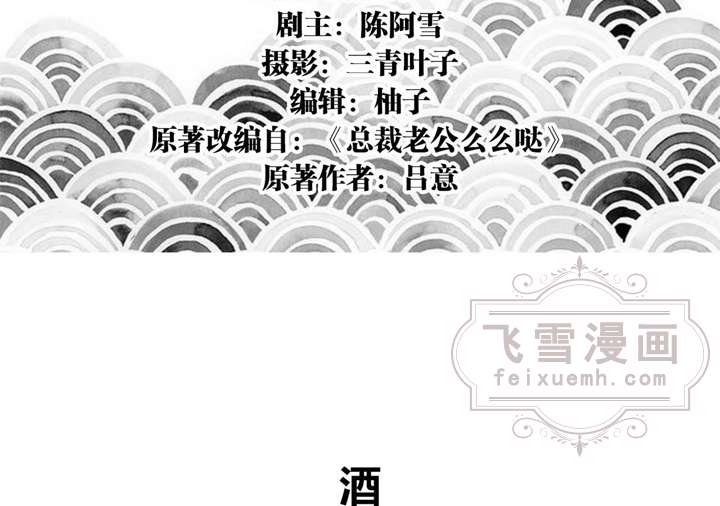 剧主：陈阿雪
摄影：三青叶子
编辑：柚子
原著改编自：《总裁老公么么哒》
原著作者：吕意
飞雪漫画
feixuemh.com
酒